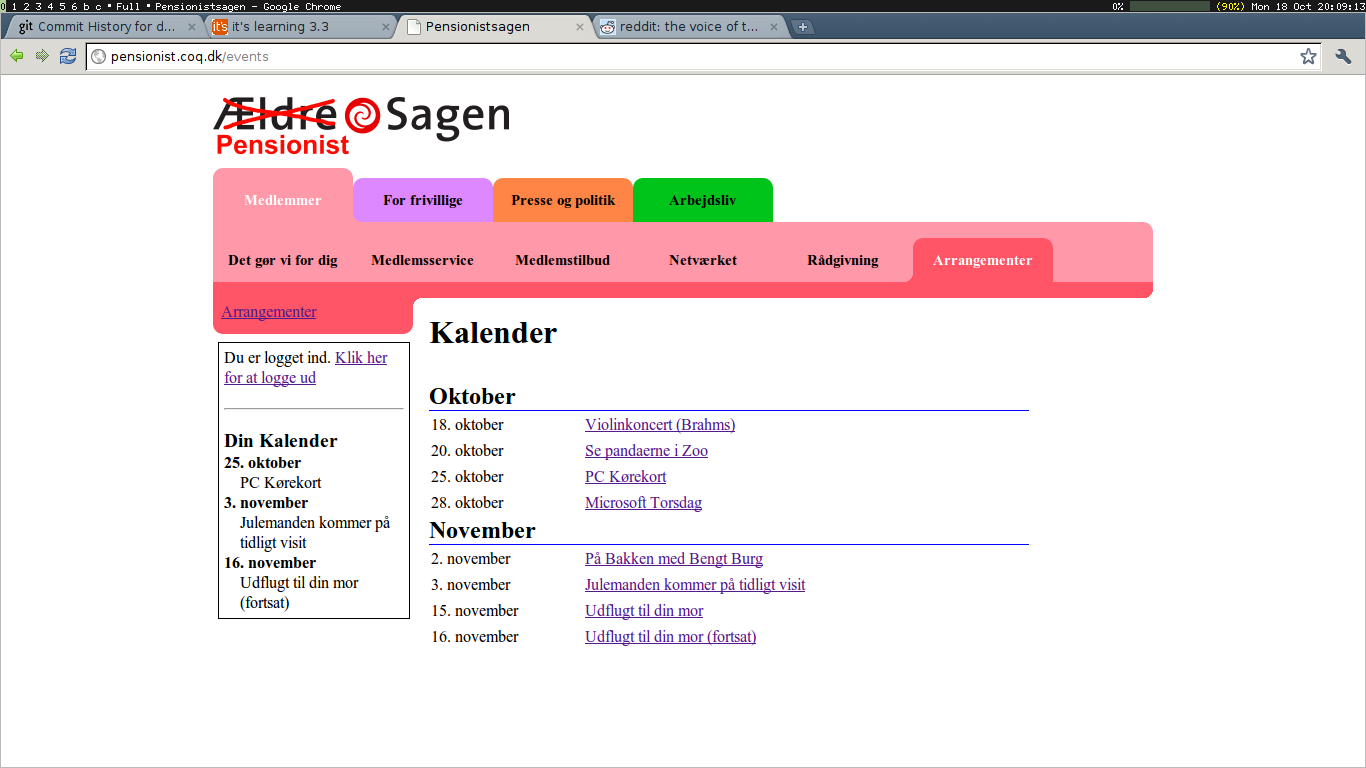 0 1 2 3 4 5 6 b c • Full • Pensionistsagen - Google Chrome 0% (90%) Mon 18 Oct 20:09:13
git Commit History for d... it's it's learning 3.3 Pensionistsagen reddit: the voice of t...
pensionist.coq.dk/events
Ældre Sagen
Pensionist
Medlemmer For frivillige Presse og politik Arbejdsliv
Det gør vi for dig Medlemsservice Medlemstilbud Netværket Rådgivning Arrangementer
Arrangementer
Du er logget ind. Klik her
for at logge ud
Din Kalender
25. oktober
PC Kørekort
3. november
Julemanden kommer på
tidligt visit
16. november
Udflugt til din mor
(fortsat)
Kalender
Oktober
18. oktober Violinkoncert (Brahms)
20. oktober Se pandaerne i Zoo
25. oktober PC Kørekort
28. oktober Microsoft Torsdag
November
2. november På Bakken med Bengt Burg
3. november Julemanden kommer på tidligt visit
15. november Udflugt til din mor
16. november Udflugt til din mor (fortsat)